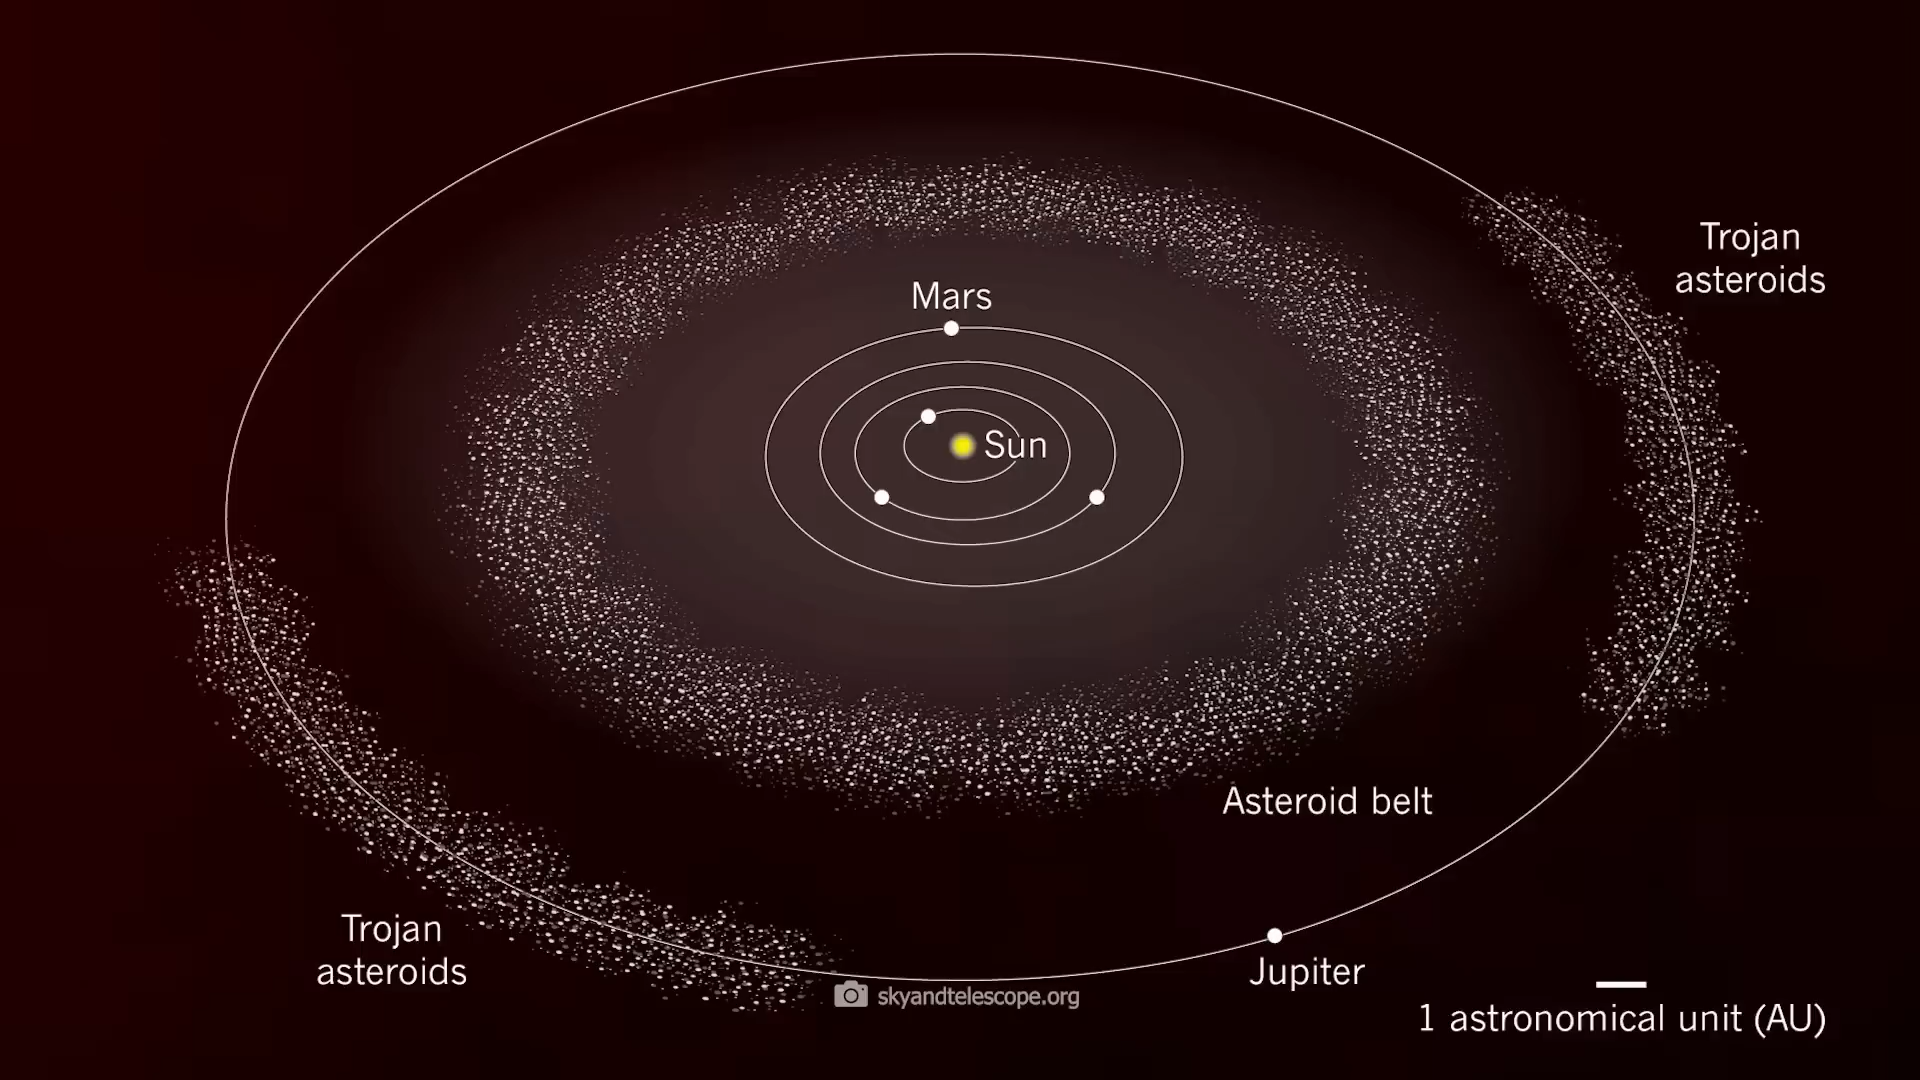 Trojan
asteroids
Mars
Sun
Asteroid belt
Trojan
asteroids
Jupiter
skyandtelescope.org
1 astronomical unit (AU)